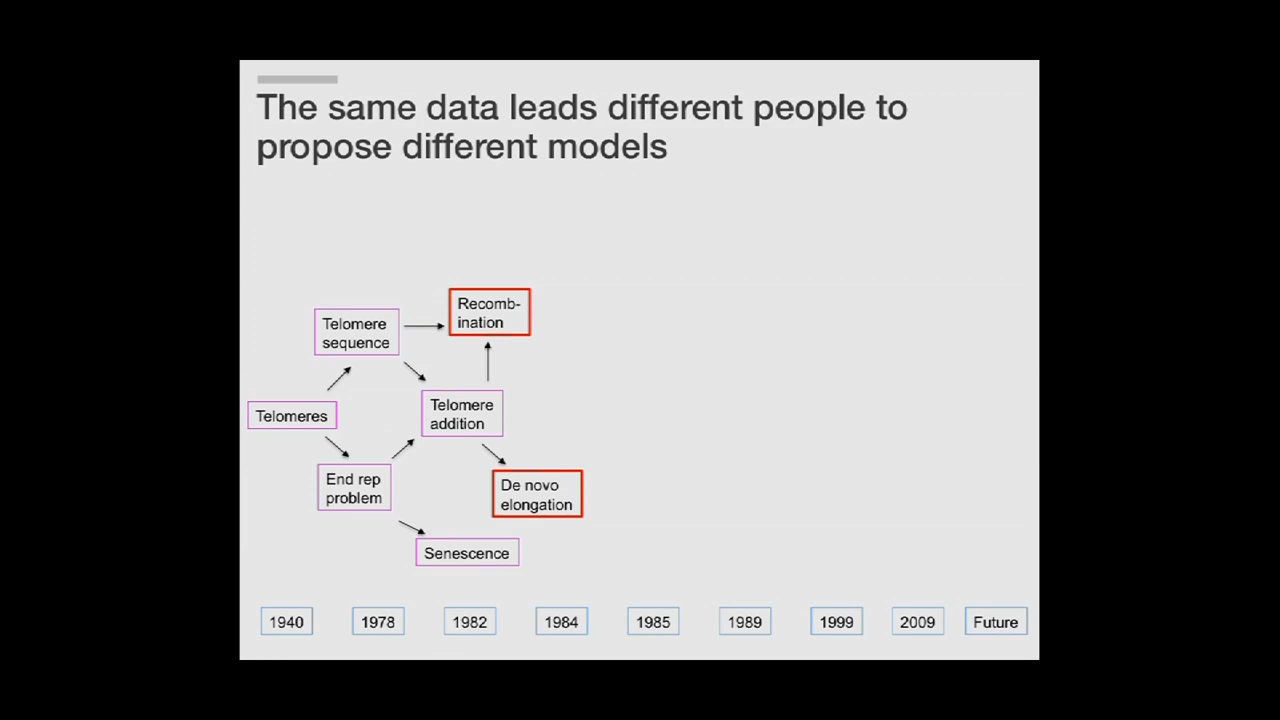 The same data leads different people to
propose different models
Recomb-
ination
Telomere
sequence
Telomeres
Telomere
addition
End rep
problem
De novo
elongation
Senescence
1940
1978
1982
1984
1985
1989
1999
2009
Future